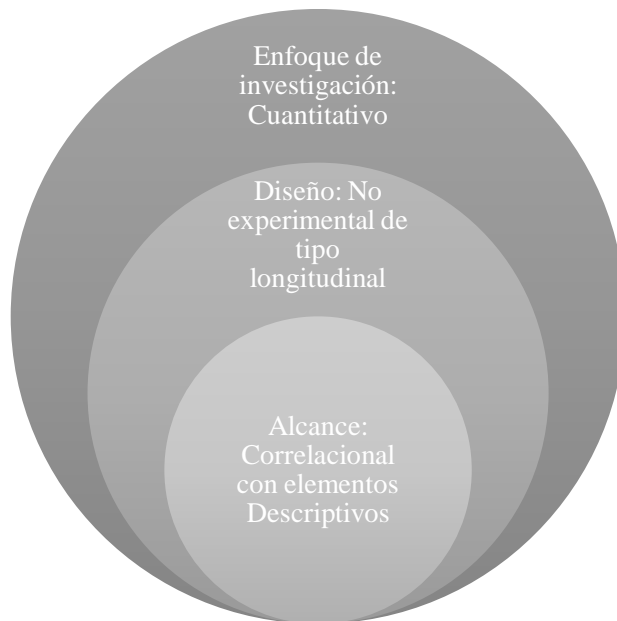 Enfoque de
investigación:
Cuantitativo
Diseño: No
experimental de
tipo
longitudinal
Alcance:
Correlacional
con elementos
Descriptivos